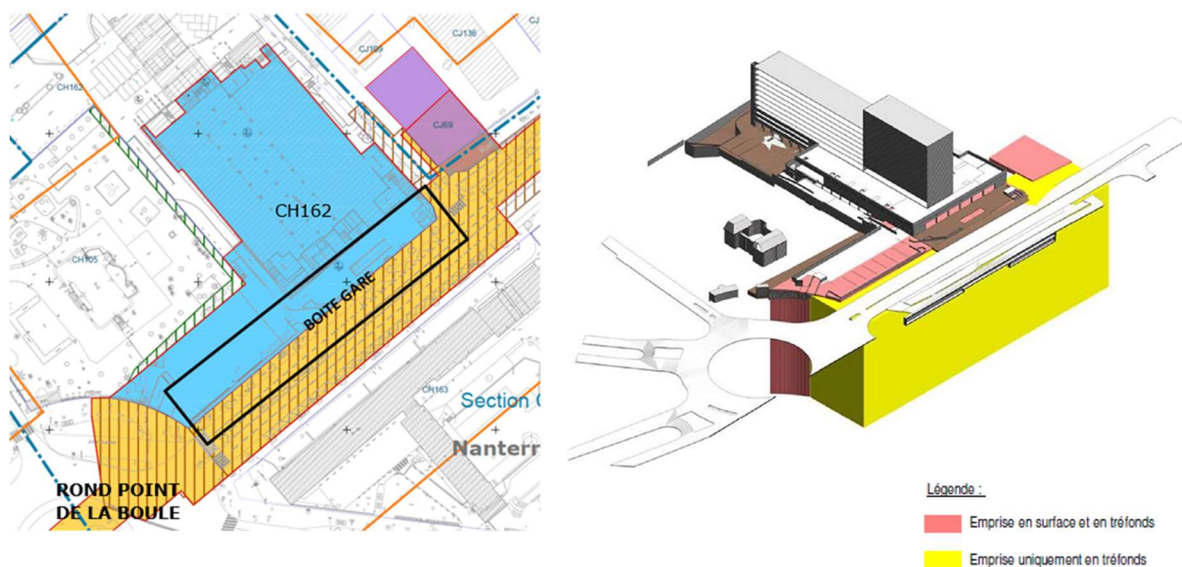 CJ136
CJ189
CH162
CJ69
CH162
CH105
BOITE GARE
CH163
Section
Nanterr
ROND POINT
DE LA BOULE
Légende :
Emprise en surface et en tréfonds
Emprise uniquement en tréfonds